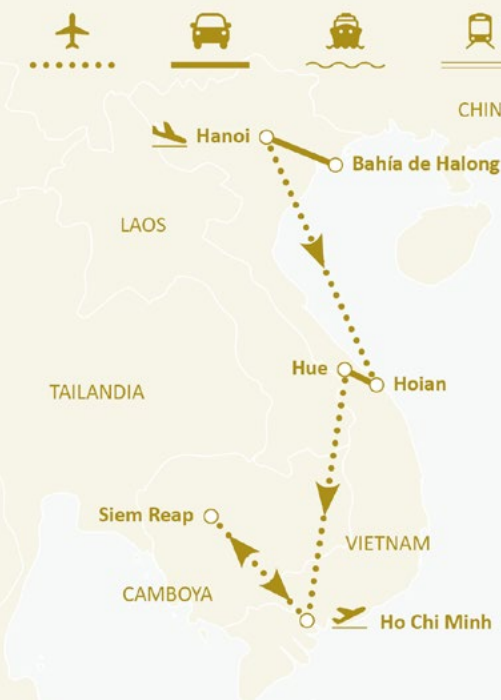 CHIN
Hanoi
Bahía de Halong
LAOS
Hue
Hoian
TAILANDIA
Siem Reap
VIETNAM
CAMBOYA
Ho Chi Minh